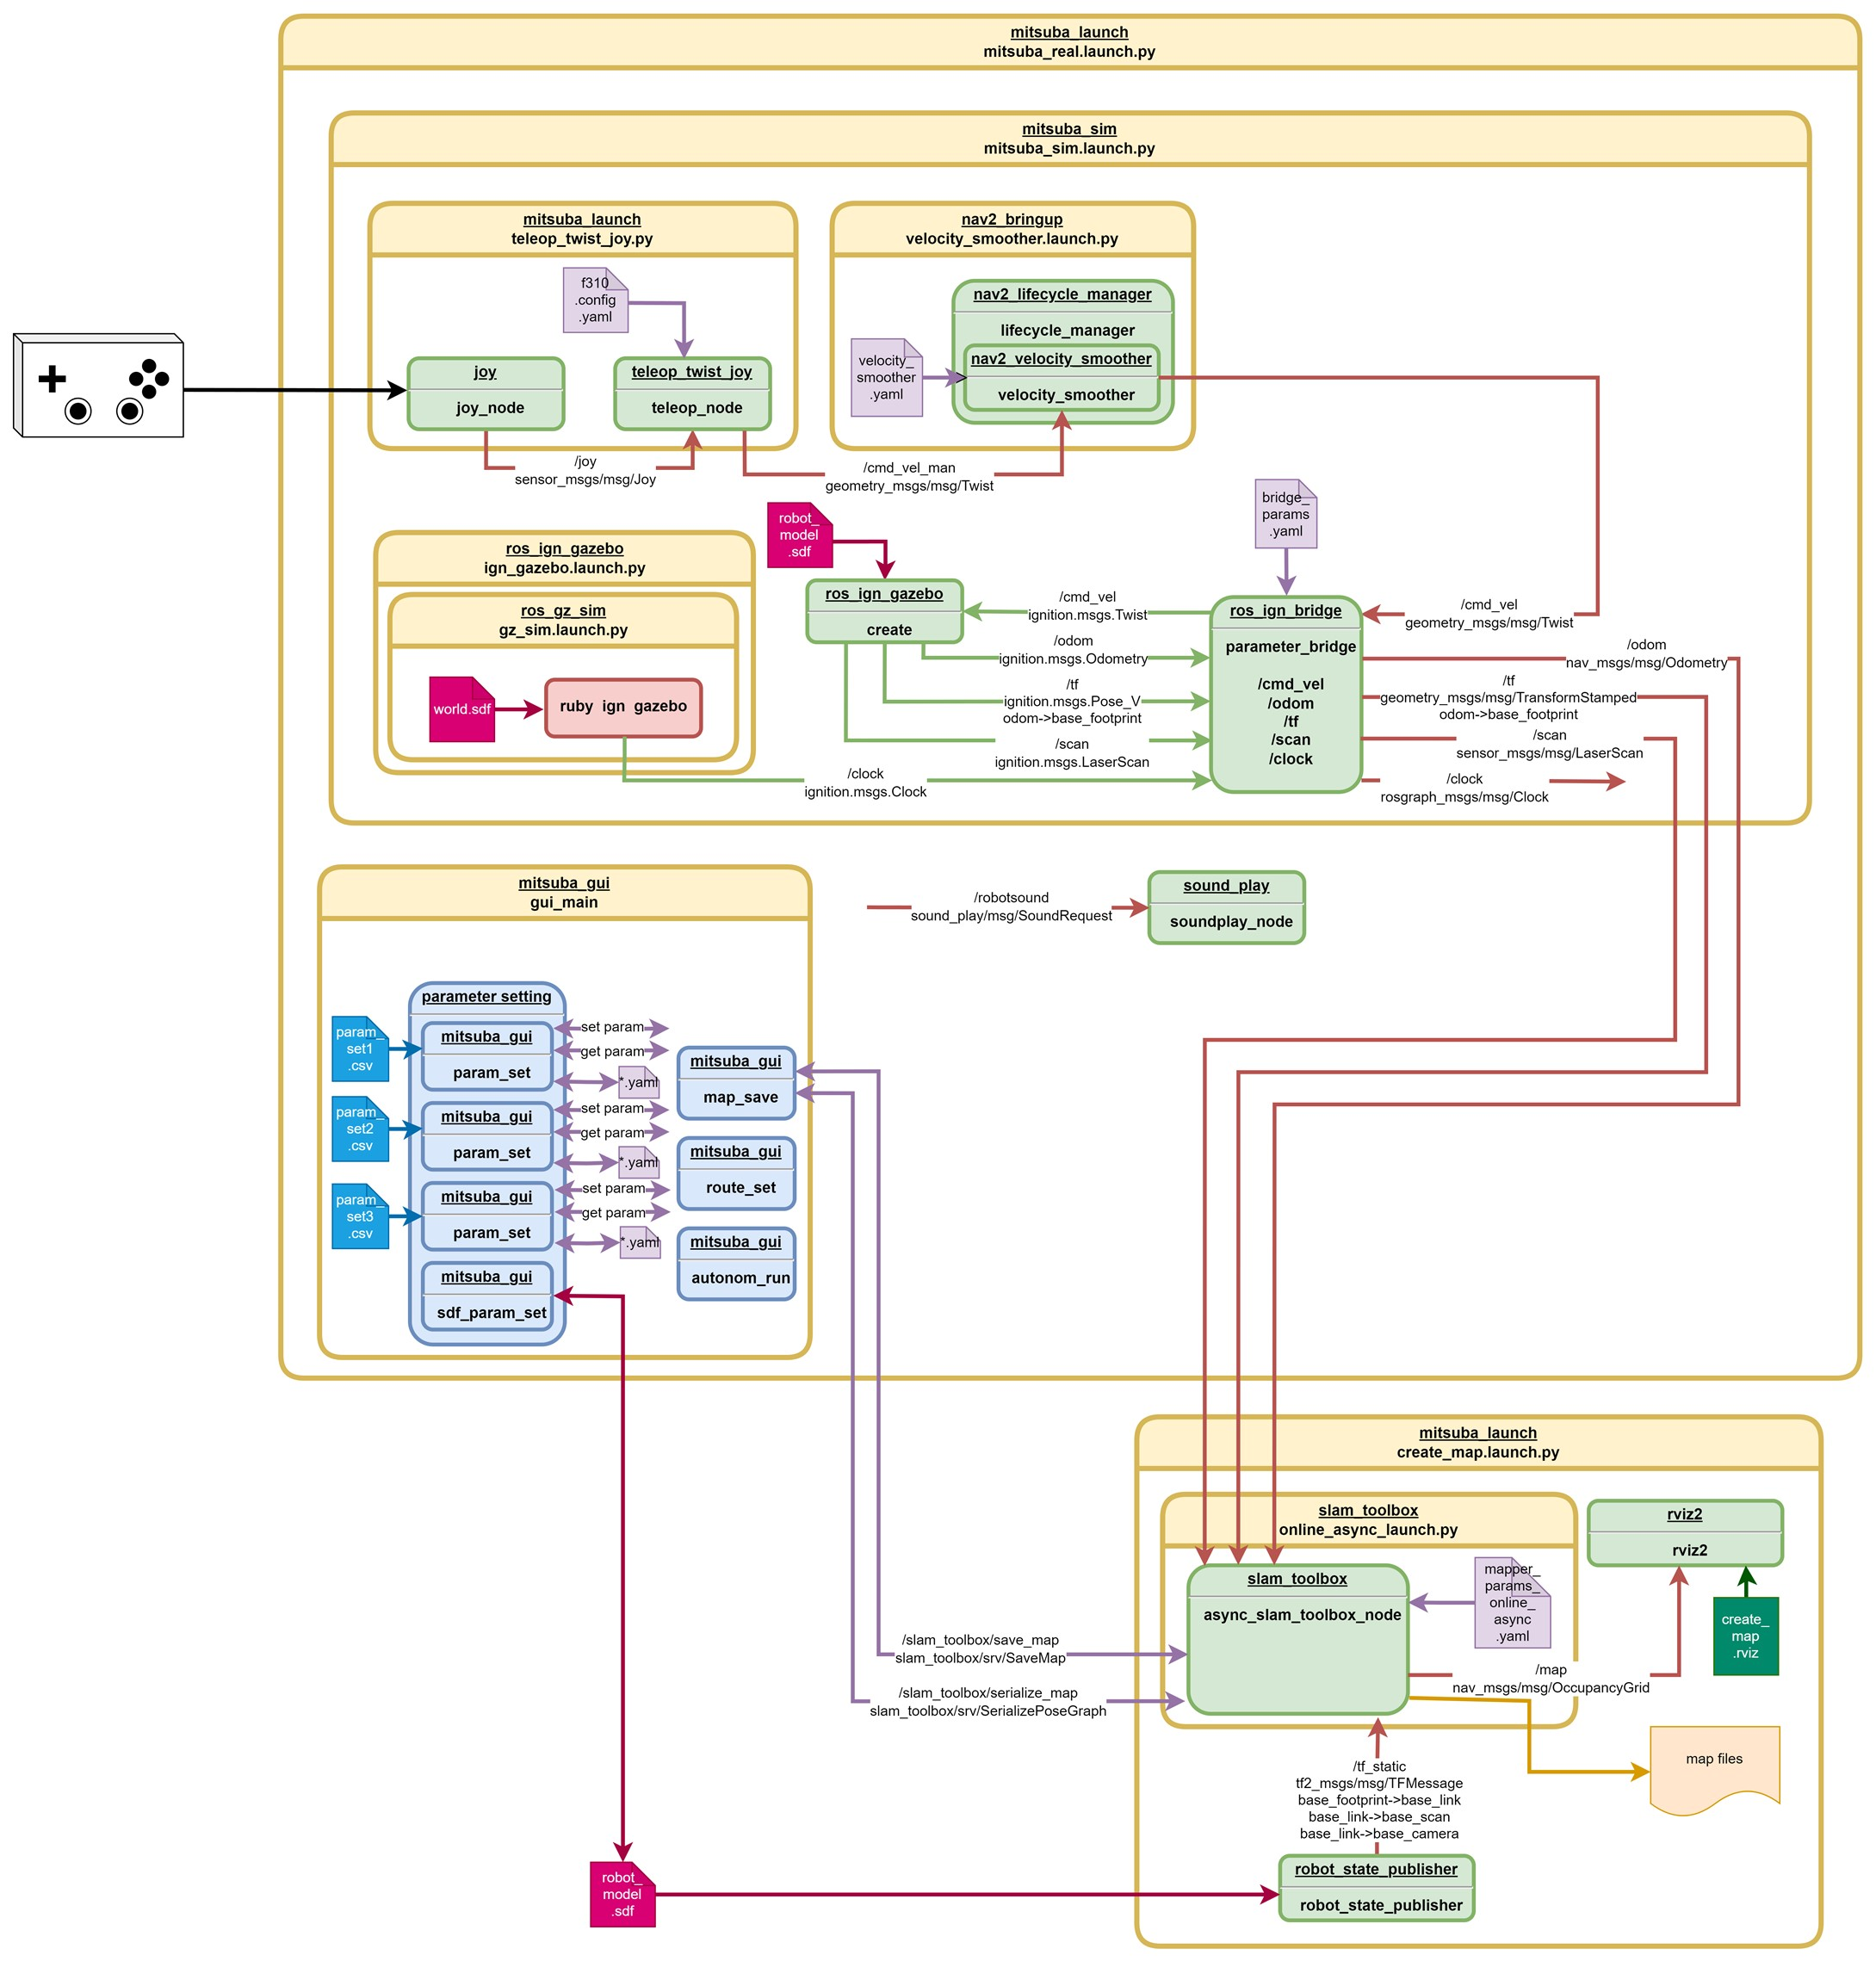 mitsuba_launch
mitsuba_real.launch.py
mitsuba_sim
mitsuba_sim.launch.py
mitsuba_launch
teleop_twist_joy.py
f310
.config
.yaml
joy
joy_node
teleop_twist_joy
teleop_node
/joy
sensor_msgs/msg/Joy
nav2_bringup
velocity_smoother.launch.py
nav2_lifecycle_manager
lifecycle_manager
velocity_
smoother
.yaml
nav2_velocity_smoother
velocity_smoother
/cmd_vel_man
geometry_msgs/msg/Twist
ros_ign_gazebo
ign_gazebo.launch.py
ros_gz_sim
gz_sim.launch.py
world.sdf
ruby ign gazebo
robot_
model
.sdf
ros_ign_gazebo
create
bridge_
params
.yaml
/cmd_vel
ignition.msgs.Twist
/odom
ignition.msgs.Odometry
/tf
ignition.msgs.Pose_V
odom->base_footprint
/scan
ignition.msgs.LaserScan
/clock
ignition.msgs.Clock
ros_ign_bridge
parameter_bridge
/cmd_vel
/odom
/tf
/scan
/clock
/cmd_vel
geometry_msgs/msg/Twist
/odom
nav_msgs/msg/Odometry
/tf
geometry_msgs/msg/TransformStamped
odom->base_footprint
/scan
sensor_msgs/msg/LaserScan
/clock
rosgraph_msgs/msg/Clock
mitsuba_gui
gui_main
/robotsound
sound_play/msg/SoundRequest
sound_play
soundplay_node
parameter setting
param_
set1
.csv
mitsuba_gui
param_set
set param
get param
*.yaml
param_
set2
.csv
mitsuba_gui
param_set
set param
get param
*.yaml
param_
set3
.csv
mitsuba_gui
param_set
set param
get param
*.yaml
mitsuba_gui
sdf_param_set
mitsuba_gui
map_save
mitsuba_gui
route_set
mitsuba_gui
autonom_run
mitsuba_launch
create_map.launch.py
slam_toolbox
online_async_launch.py
slam_toolbox
async_slam_toolbox_node
mapper_
params_
online_
async
.yaml
rviz2
rviz2
create_
map
.rviz
/slam_toolbox/save_map
slam_toolbox/srv/SaveMap
/slam_toolbox/serialize_map
slam_toolbox/srv/SerializePoseGraph
/map
nav_msgs/msg/OccupancyGrid
map files
/tf_static
tf2_msgs/msg/TFMessage
base_footprint->base_link
base_link->base_scan
base_link->base_camera
robot_state_publisher
robot_state_publisher
robot_
model
.sdf